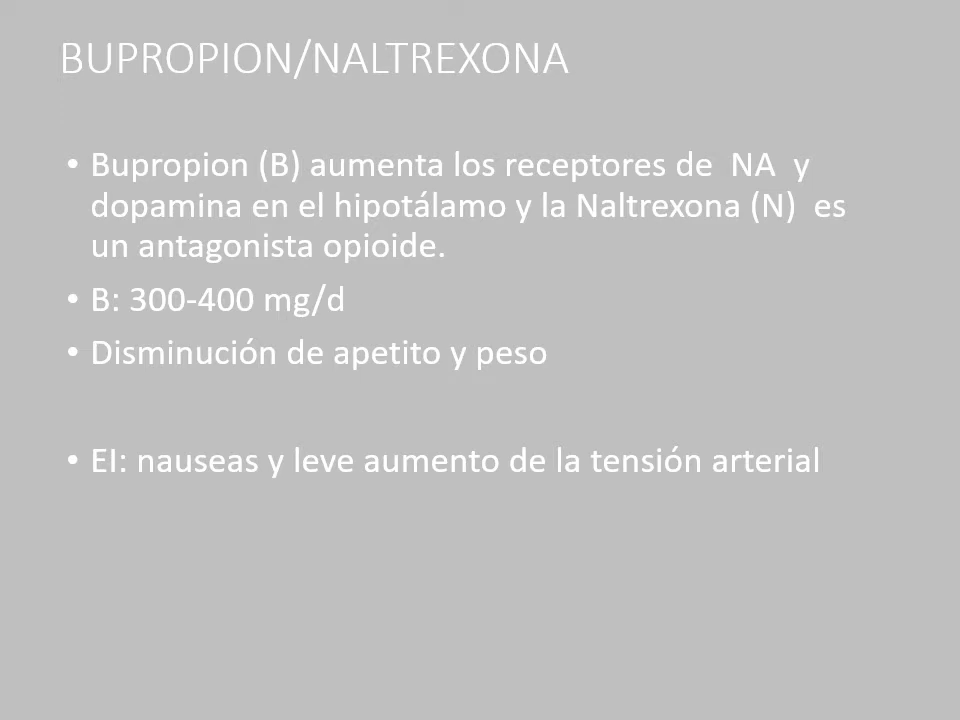 BUPROPION/NALTREXONA
• Bupropion (B) aumenta los receptores de NA y
dopamina en el hipotálamo y la Naltrexona (N) es
un antagonista opioide.
• B: 300-400 mg/d
• Disminución de apetito y peso
• EI: nauseas y leve aumento de la tensión arterial